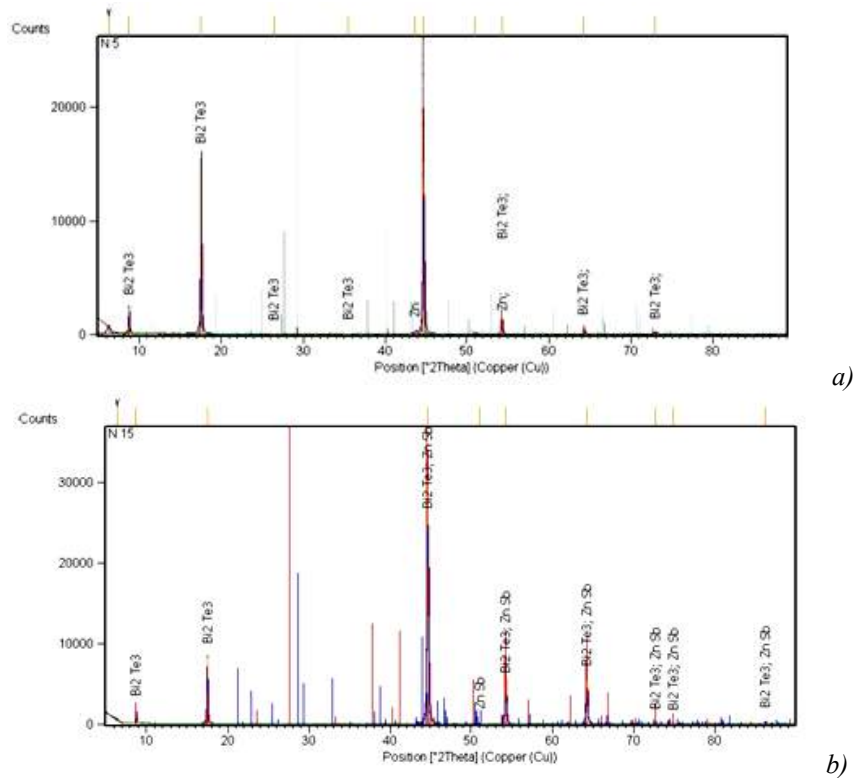 Counts
N 5
20000
10000
0
Bi2 Te3
Bi2 Te3
Bi2 Te3
Bi2 Te3
Zn
Bi2 Te3;
Zn;
Bi2 Te3;
Bi2 Te3;
10 20 30 40 50 60 70 80
Position [°2Theta] (Copper (Cu))
a)
Counts
N 15
30000
20000
10000
0
Bi2 Te3
Bi2 Te3
Bi2 Te3; Zn Sb
Zn Sb
Bi2 Te3; Zn Sb
Bi2 Te3; Zn Sb
Bi2 Te3; Zn Sb
Bi2 Te3; Zn Sb
Bi2 Te3; Zn Sb
10 20 30 40 50 60 70 80
Position [°2Theta] (Copper (Cu))
b)